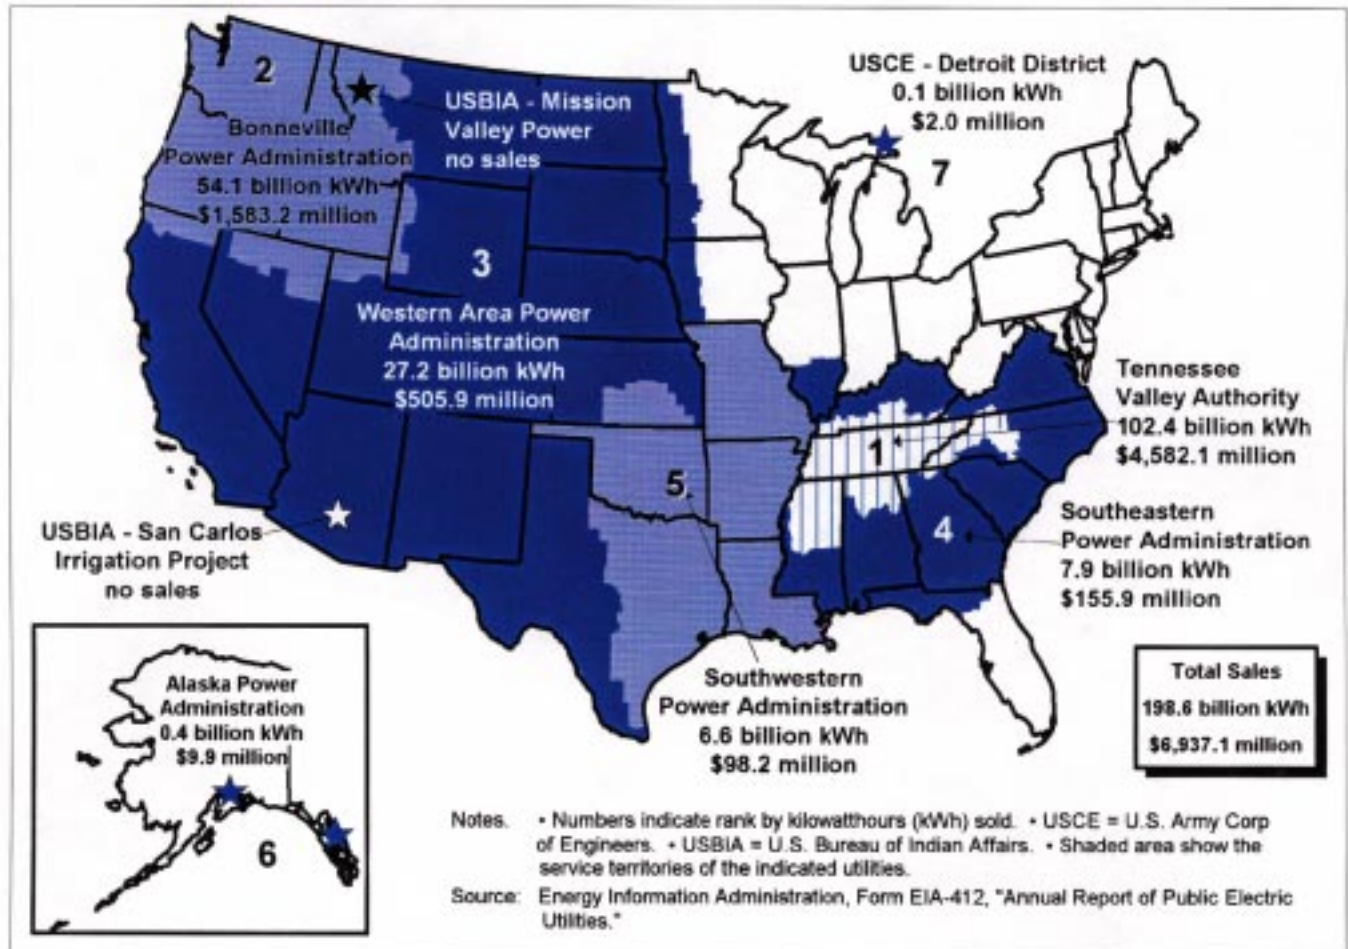 USCE - Detroit District
0.1 billion kWh
$2.0 million
7
2
Bonneville
Power Administration
54.1 billion kWh
$1,583.2 million
USBIA - Mission
Valley Power
no sales
3
Western Area Power
Administration
27.2 billion kWh
$505.9 million
Tennessee
Valley Authority
102.4 billion kWh
$4,582.1 million
1
5
4
Southeastern
Power Administration
7.9 billion kWh
$155.9 million
USBIA - San Carlos
Irrigation Project
no sales
Southwestern
Power Administration
6.6 billion kWh
$98.2 million
Total Sales
198.6 billion kWh
$6,937.1 million
Alaska Power
Administration
0.4 billion kWh
$9.9 million
6
Notes. • Numbers indicate rank by kilowatthours (kWh) sold. • USCE = U.S. Army Corp
of Engineers. • USBIA = U.S. Bureau of Indian Affairs. • Shaded area show the
service territories of the indicated utilities.
Source: Energy Information Administration, Form EIA-412, "Annual Report of Public Electric
Utilities."